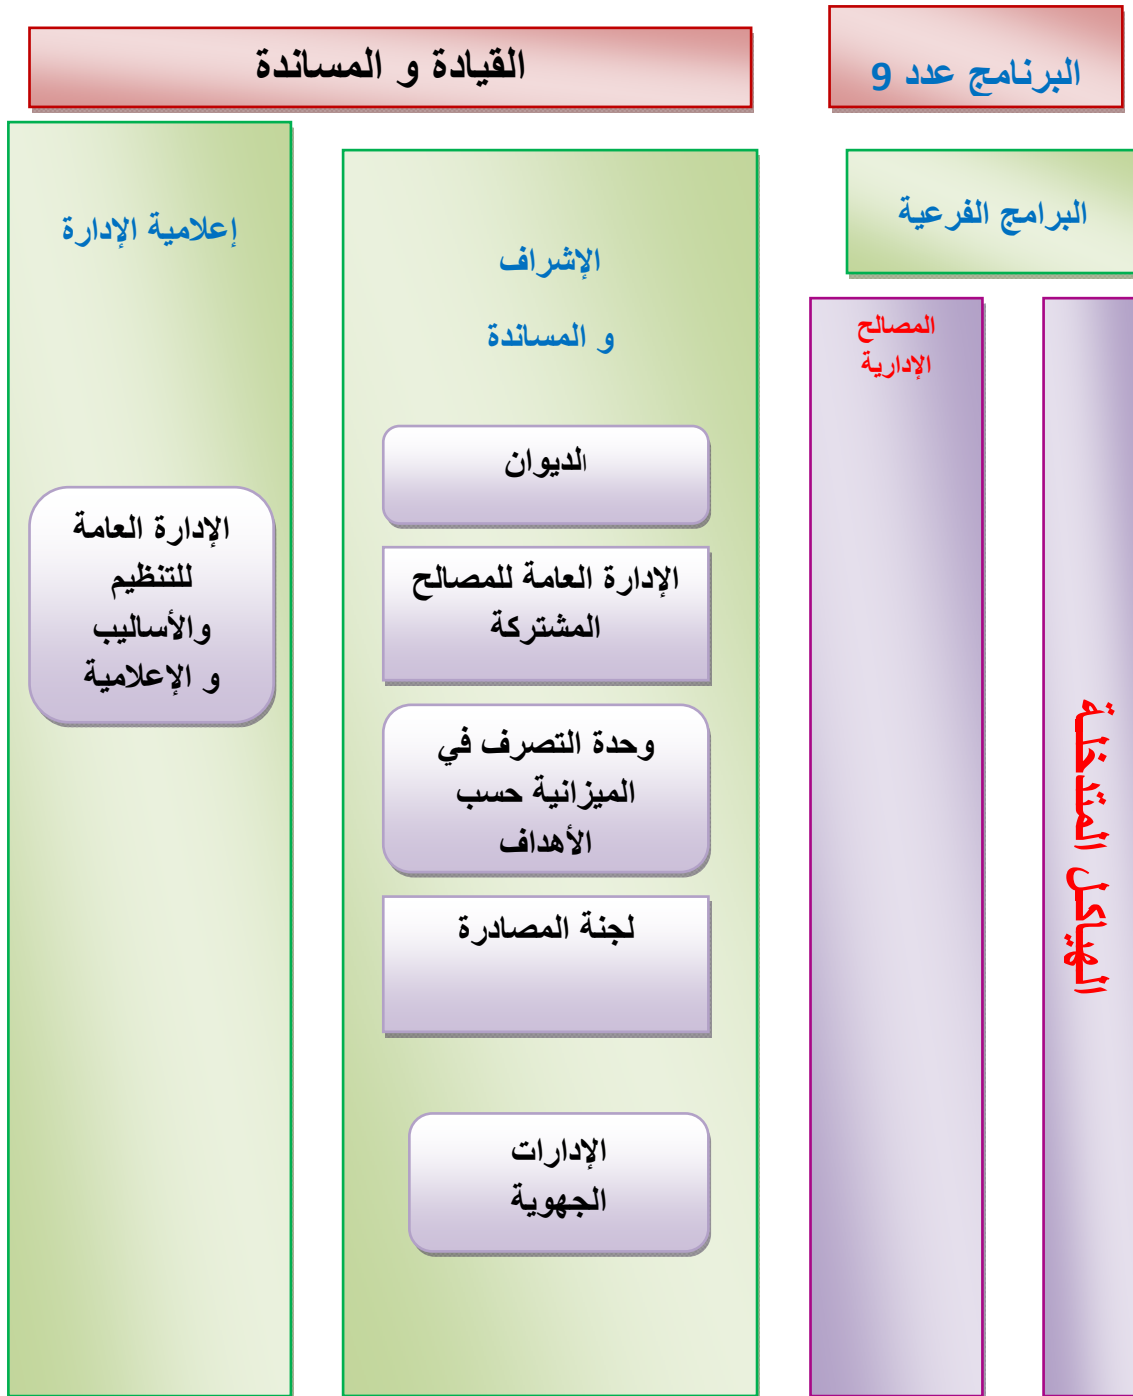 البرنامج عدد 9
القيادة و المساندة
البرامج الفرعية
الإشراف
و المساندة
إعلامية الإدارة
الهياكل المتدخلة
المصالح
الإدارية
الديوان
الإدارة العامة للمصالح
المشتركة
وحدة التصرف في
الميزانية حسب
الأهداف
لجنة المصادرة
الإدارات
الجهوية
الإدارة العامة
للتنظيم
والأساليب
و الإعلامية